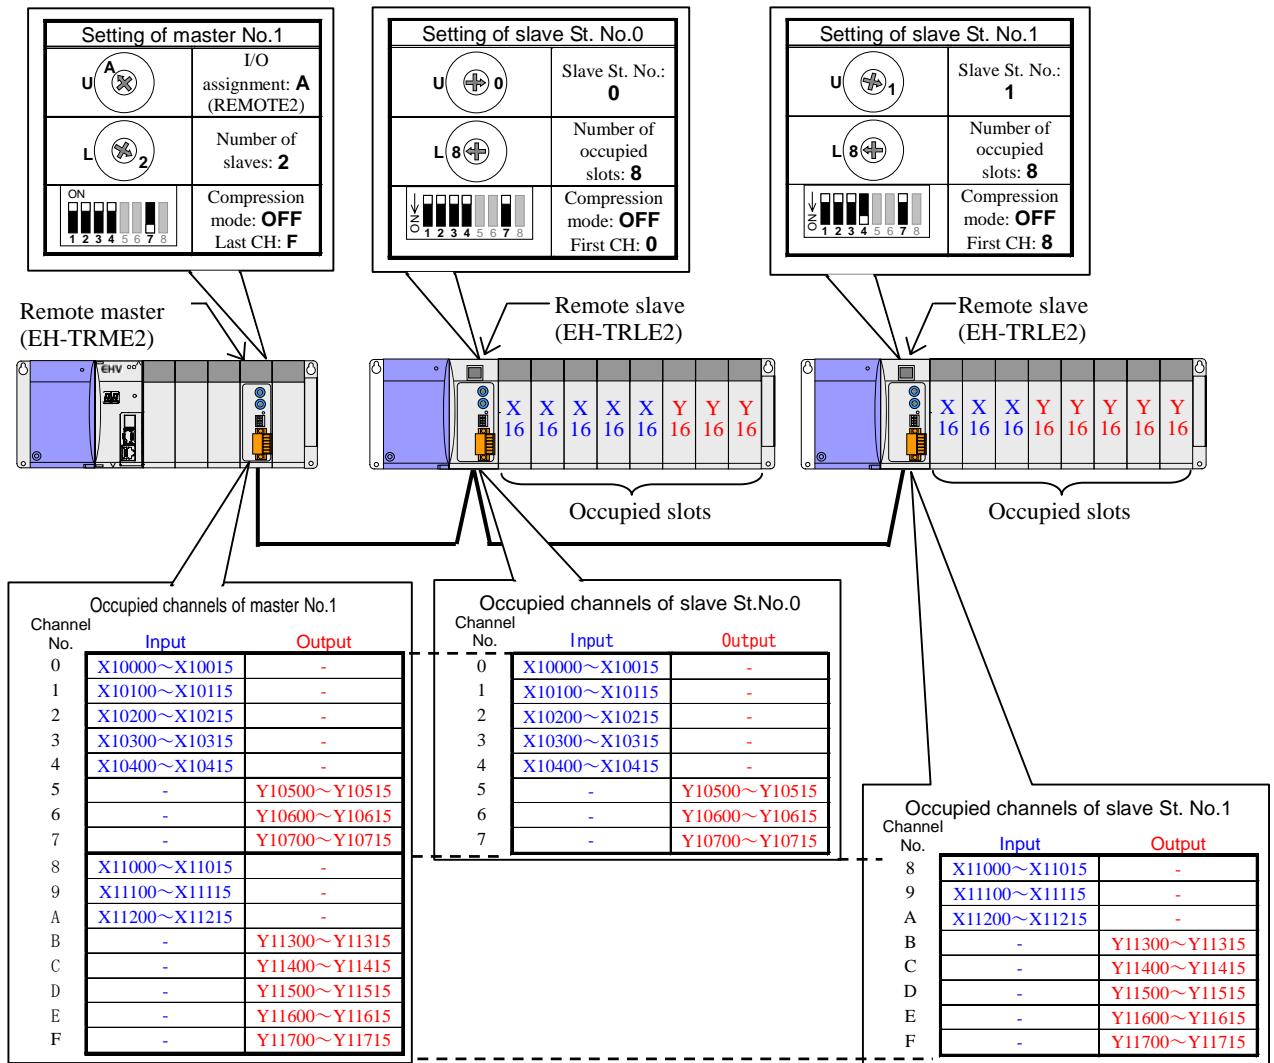 Setting of master No.1
U
A
I/O
assignment: A
(REMOTE2)
L
2
Number of
slaves: 2
ON
1 2 3 4 5 6 7 8
Compression
mode: OFF
Last CH: F
Setting of slave St. No.0
U
0
Slave St. No.:
0
L
8
Number of
occupied
slots: 8
ON
1 2 3 4 5 6 7 8
Compression
mode: OFF
First CH: 0
Setting of slave St. No.1
U
1
Slave St. No.:
1
L
8
Number of
occupied
slots: 8
ON
1 2 3 4 5 6 7 8
Compression
mode: OFF
First CH: 8
Remote master
(EH-TRME2)
Remote slave
(EH-TRLE2)
Remote slave
(EH-TRLE2)
EHV
X X X X X Y Y Y
16 16 16 16 16 16 16 16
X X X Y Y Y Y Y
16 16 16 16 16 16 16 16
Occupied slots
Occupied slots
Occupied channels of master No.1
Channel
No. Input Output
0 X10000~X10015 -
1 X10100~X10115 -
2 X10200~X10215 -
3 X10300~X10315 -
4 X10400~X10415 -
5 - Y10500~Y10515
6 - Y10600~Y10615
7 - Y10700~Y10715
8 X11000~X11015 -
9 X11100~X11115 -
A X11200~X11215 -
B - Y11300~Y11315
C - Y11400~Y11415
D - Y11500~Y11515
E - Y11600~Y11615
F - Y11700~Y11715
Occupied channels of slave St.No.0
Channel
No. Input Output
0 X10000~X10015 -
1 X10100~X10115 -
2 X10200~X10215 -
3 X10300~X10315 -
4 X10400~X10415 -
5 - Y10500~Y10515
6 - Y10600~Y10615
7 - Y10700~Y10715
Occupied channels of slave St. No.1
Channel
No. Input Output
8 X11000~X11015 -
9 X11100~X11115 -
A X11200~X11215 -
B - Y11300~Y11315
C - Y11400~Y11415
D - Y11500~Y11515
E - Y11600~Y11615
F - Y11700~Y11715